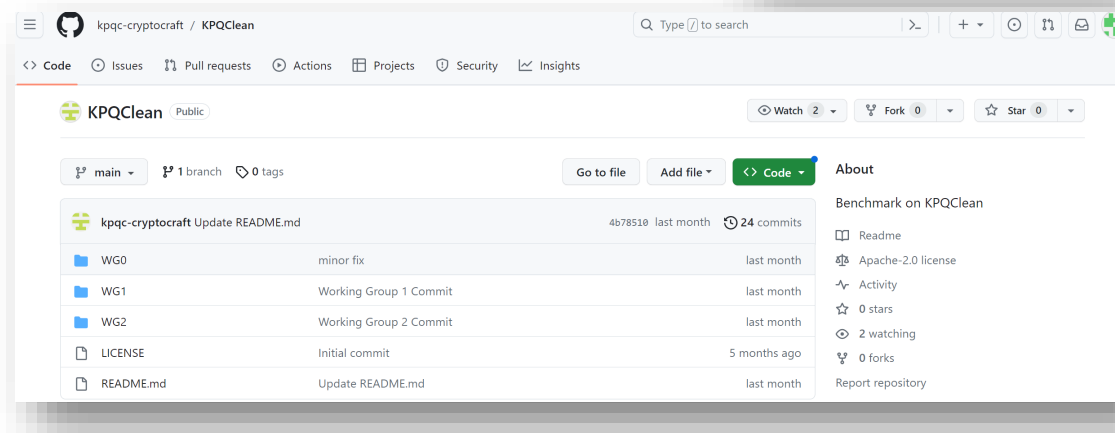 kpqc-cryptocraft / KPQClean
Type / to search
Code Issues Pull requests Actions Projects Security Insights
KPQClean Public
Watch 2 Fork 0 Star 0
main 1 branch 0 tags Go to file Add file Code
About
kpqc-cryptocraft Update README.md 4b78510 last month 24 commits
Benchmark on KPQClean
WG0 minor fix last month
WG1 Working Group 1 Commit last month
WG2 Working Group 2 Commit last month
LICENSE Initial commit 5 months ago
README.md Update README.md last month
Readme
Apache-2.0 license
Activity
0 stars
2 watching
0 forks
Report repository